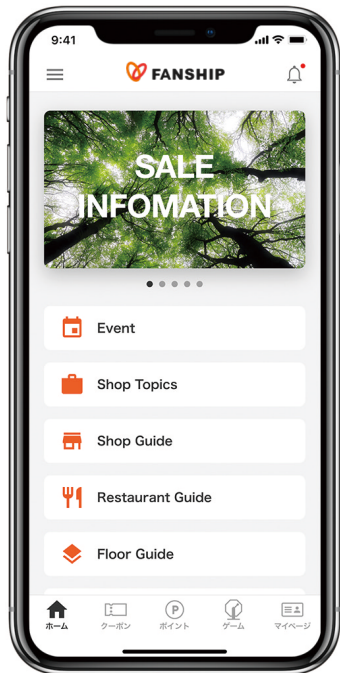 9:41
FANSHIP
SALE
INFOMATION
Event
Shop Topics
Shop Guide
Restaurant Guide
Floor Guide
P
ホーム クーポン ポイント ゲーム マイページ